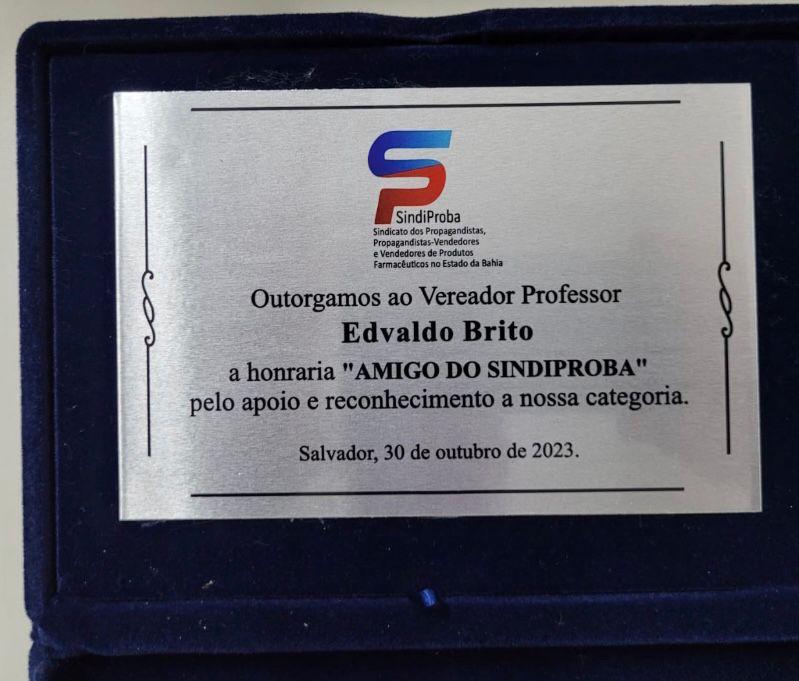 SP
SindiProba
Sindicato dos Propagandistas,
Propagandistas-Vendedores
e Vendedores de Produtos
Farmacêuticos no Estado da Bahia
Outorgamos ao Vereador Professor
Edvaldo Brito
a honraria "AMIGO DO SINDIPROBA"
pelo apoio e reconhecimento a nossa categoria.
Salvador, 30 de outubro de 2023.